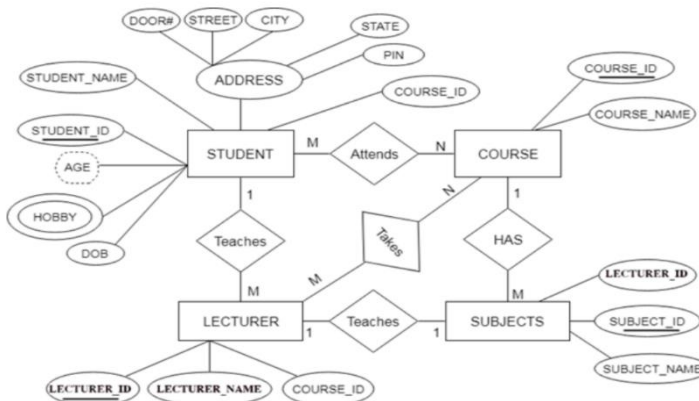 DOOR# STREET CITY
STATE
PIN
ADDRESS
STUDENT_NAME
COURSE_ID
COURSE_ID
COURSE_NAME
STUDENT_ID
STUDENT M Attends N COURSE
AGE
1 N 1
HOBBY
Teaches Takes HAS
DOB
LECTURER_ID
M M M
LECTURER 1 Teaches 1 SUBJECTS
SUBJECT_ID
SUBJECT_NAME
LECTURER_ID LECTURER_NAME COURSE_ID